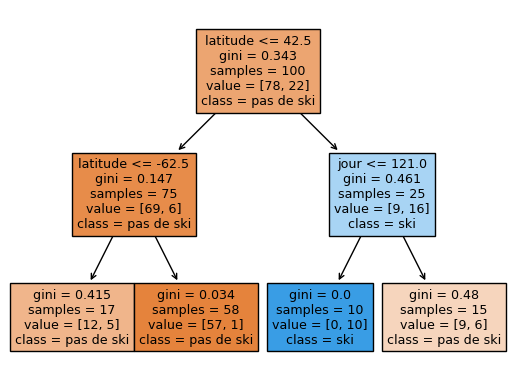 latitude <= 42.5
gini = 0.343
samples = 100
value = [78, 22]
class = pas de ski
latitude <= -62.5
gini = 0.147
samples = 75
value = [69, 6]
class = pas de ski
jour <= 121.0
gini = 0.461
samples = 25
value = [9, 16]
class = ski
gini = 0.415
samples = 17
value = [12, 5]
class = pas de ski
gini = 0.034
samples = 58
value = [57, 1]
class = pas de ski
gini = 0.0
samples = 10
value = [0, 10]
class = ski
gini = 0.48
samples = 15
value = [9, 6]
class = pas de ski